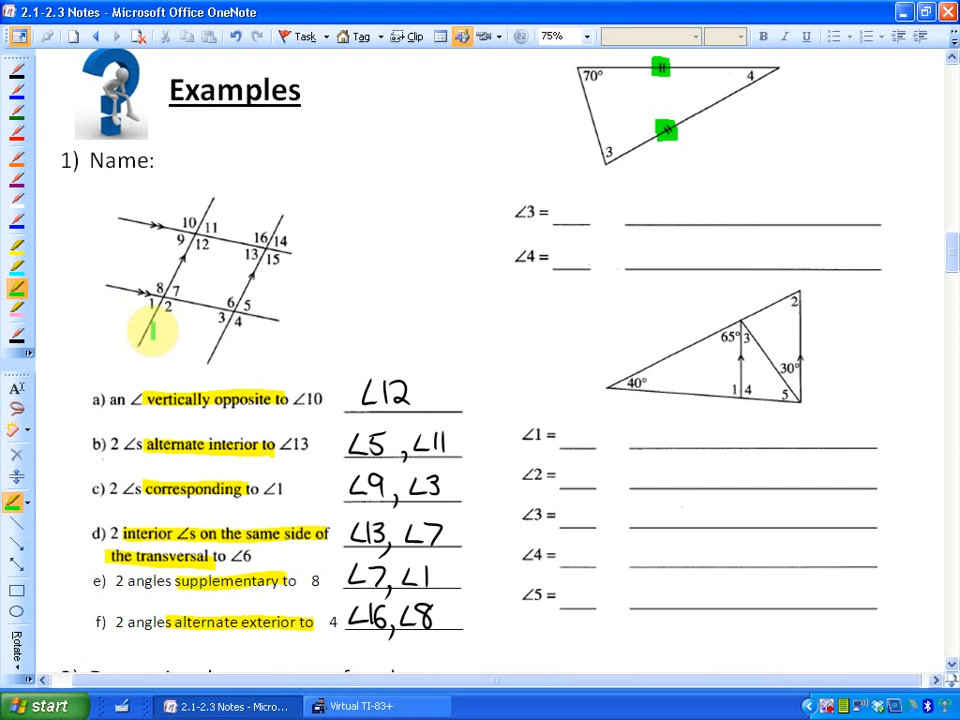 2.1-2.3 Notes - Microsoft Office OneNote
Task Tag Clip 75% B I U
Examples
1) Name:
10 11
9 12
16 14
13 15
8 7
1 2
6 5
3 4
a) an ∠ vertically opposite to ∠10 ∠12
b) 2 ∠s alternate interior to ∠13 ∠5, ∠11
c) 2 ∠s corresponding to ∠1 ∠9, ∠3
d) 2 interior ∠s on the same side of ∠13, ∠7
the transversal to ∠6
e) 2 angles supplementary to 8 ∠7, ∠1
f) 2 angles alternate exterior to 4 ∠16, ∠8
70° 4
3
∠3 =
∠4 =
2
65° 3
30°
40° 1 4 5
∠1 =
∠2 =
∠3 =
∠4 =
∠5 =
A
Rotate
start 2.1-2.3 Notes - Micro... Virtual TI-83+